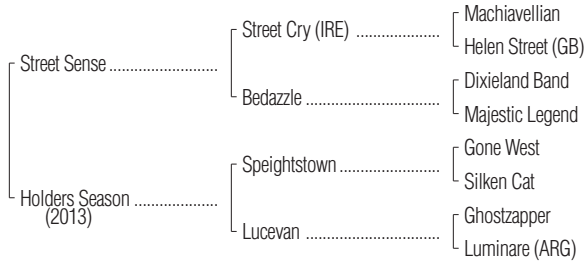 Machiavellian
Street Cry (IRE) ....................
Helen Street (GB)
Street Sense ..........................
Dixieland Band
Bedazzle .................................
Majestic Legend
Gone West
Speightstown .........................
Silken Cat
Holders Season ....................
(2013)
Ghostzapper
Lucevan .................................
Luminare (ARG)